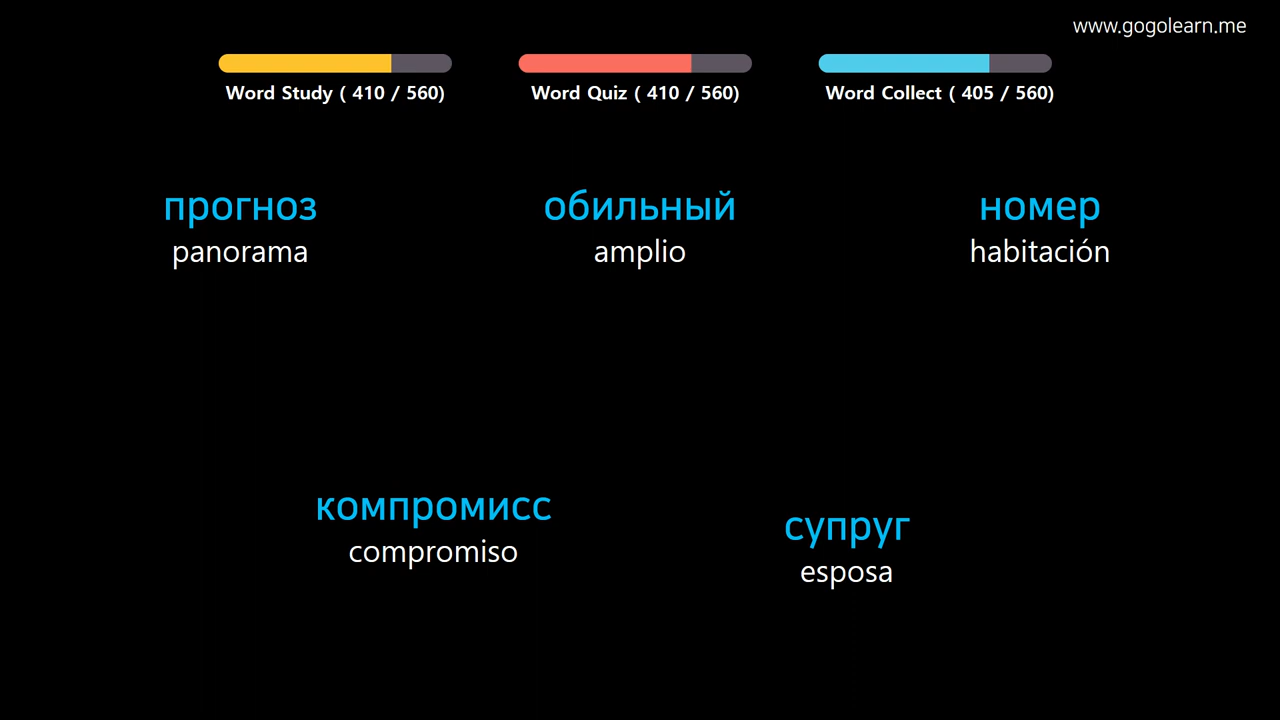 www.gogolearn.me
Word Study ( 410 / 560)
Word Quiz ( 410 / 560)
Word Collect ( 405 / 560)
прогноз
panorama
обильный
amplio
номер
habitación
компромисс
compromiso
супруг
esposa